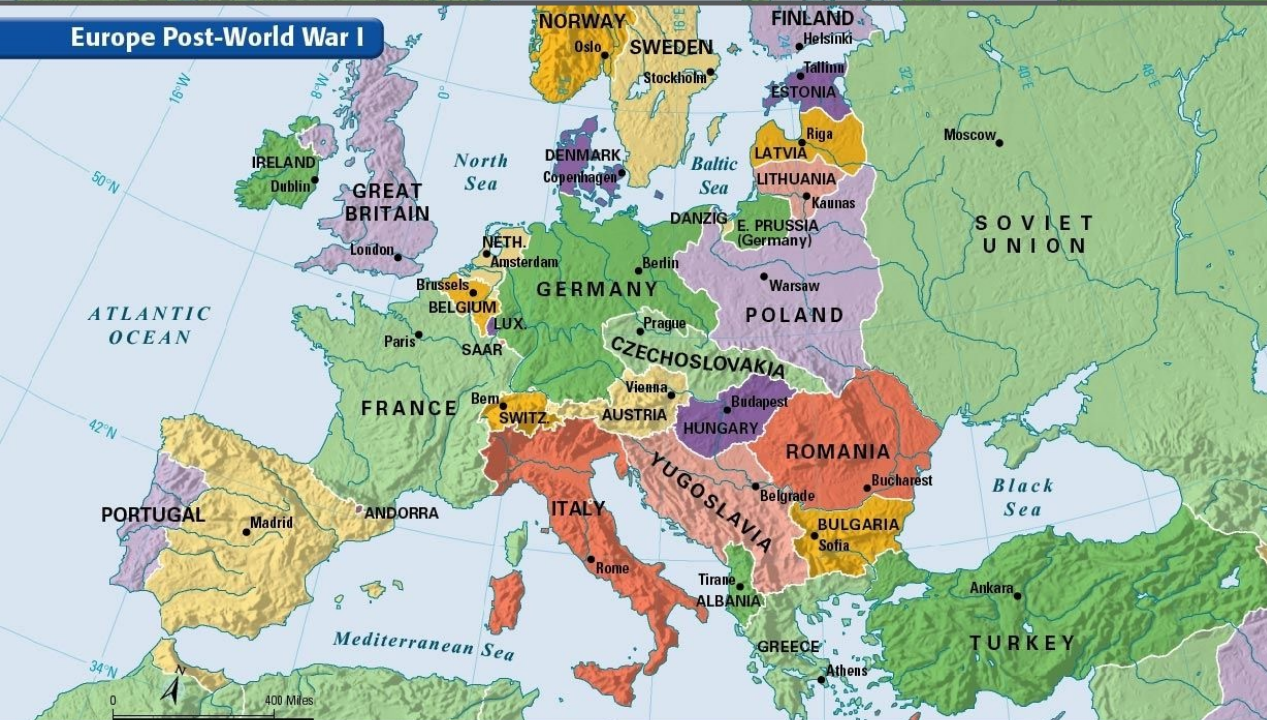 Europe Post-World War I
NORWAY
Oslo
SWEDEN
Stockholm
FINLAND
Helsinki
Tallinn
ESTONIA
16°W
8°W
0°
8°E
16°E
24°
32°E
40°E
48°E
Riga
LATVIA
Moscow
North
Sea
DENMARK
Copenhagen
Baltic
Sea
LITHUANIA
Kaunas
IRELAND
Dublin
GREAT
BRITAIN
London
50°N
DANZIG
E. PRUSSIA
(Germany)
SOVIET
UNION
NETH.
Amsterdam
Berlin
GERMANY
Warsaw
POLAND
Brussels
BELGIUM
LUX.
SAAR
Paris
ATLANTIC
OCEAN
Prague
CZECHOSLOVAKIA
FRANCE
Bern
SWITZ.
Vienna
AUSTRIA
Budapest
HUNGARY
42°N
ROMANIA
Bucharest
YUGOSLAVIA
Belgrade
Black
Sea
PORTUGAL
Madrid
ANDORRA
ITALY
Rome
BULGARIA
Sofia
Tirane
ALBANIA
Ankara
TURKEY
Mediterranean Sea
GREECE
Athens
34°N
N
0
400 Miles